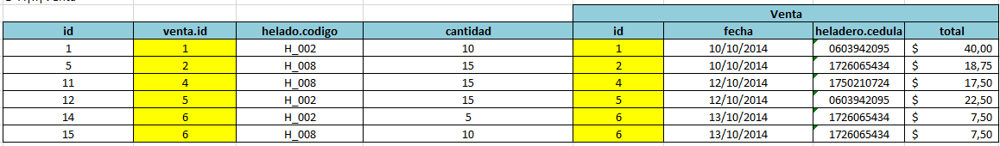 Venta
id venta.id helado.codigo cantidad id fecha heladero.cedula total
1 1 H_002 10 1 10/10/2014 0603942095 $ 40,00
5 2 H_008 15 2 10/10/2014 1726065434 $ 18,75
11 4 H_008 15 4 12/10/2014 1750210724 $ 17,50
12 5 H_002 15 5 12/10/2014 0603942095 $ 22,50
14 6 H_002 5 6 13/10/2014 1726065434 $ 7,50
15 6 H_008 10 6 13/10/2014 1726065434 $ 7,50